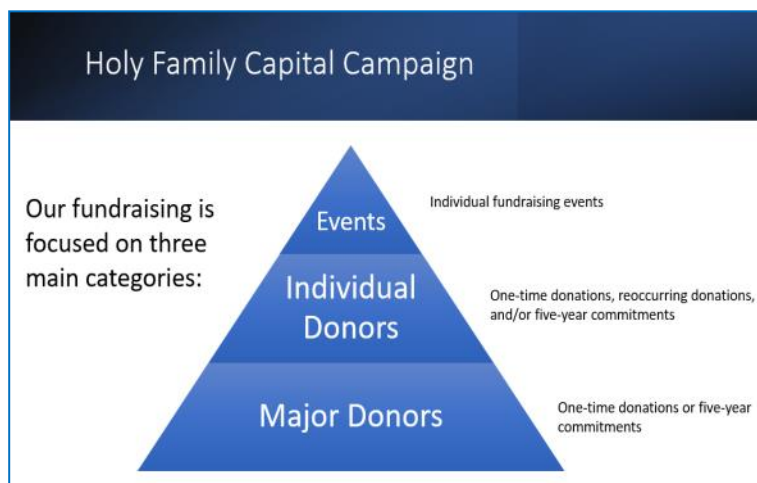 Holy Family Capital Campaign
Our fundraising is
focused on three
main categories:
Events
Individual fundraising events
Individual
Donors
One-time donations, reoccurring donations,
and/or five-year commitments
Major Donors
One-time donations or five-year
commitments